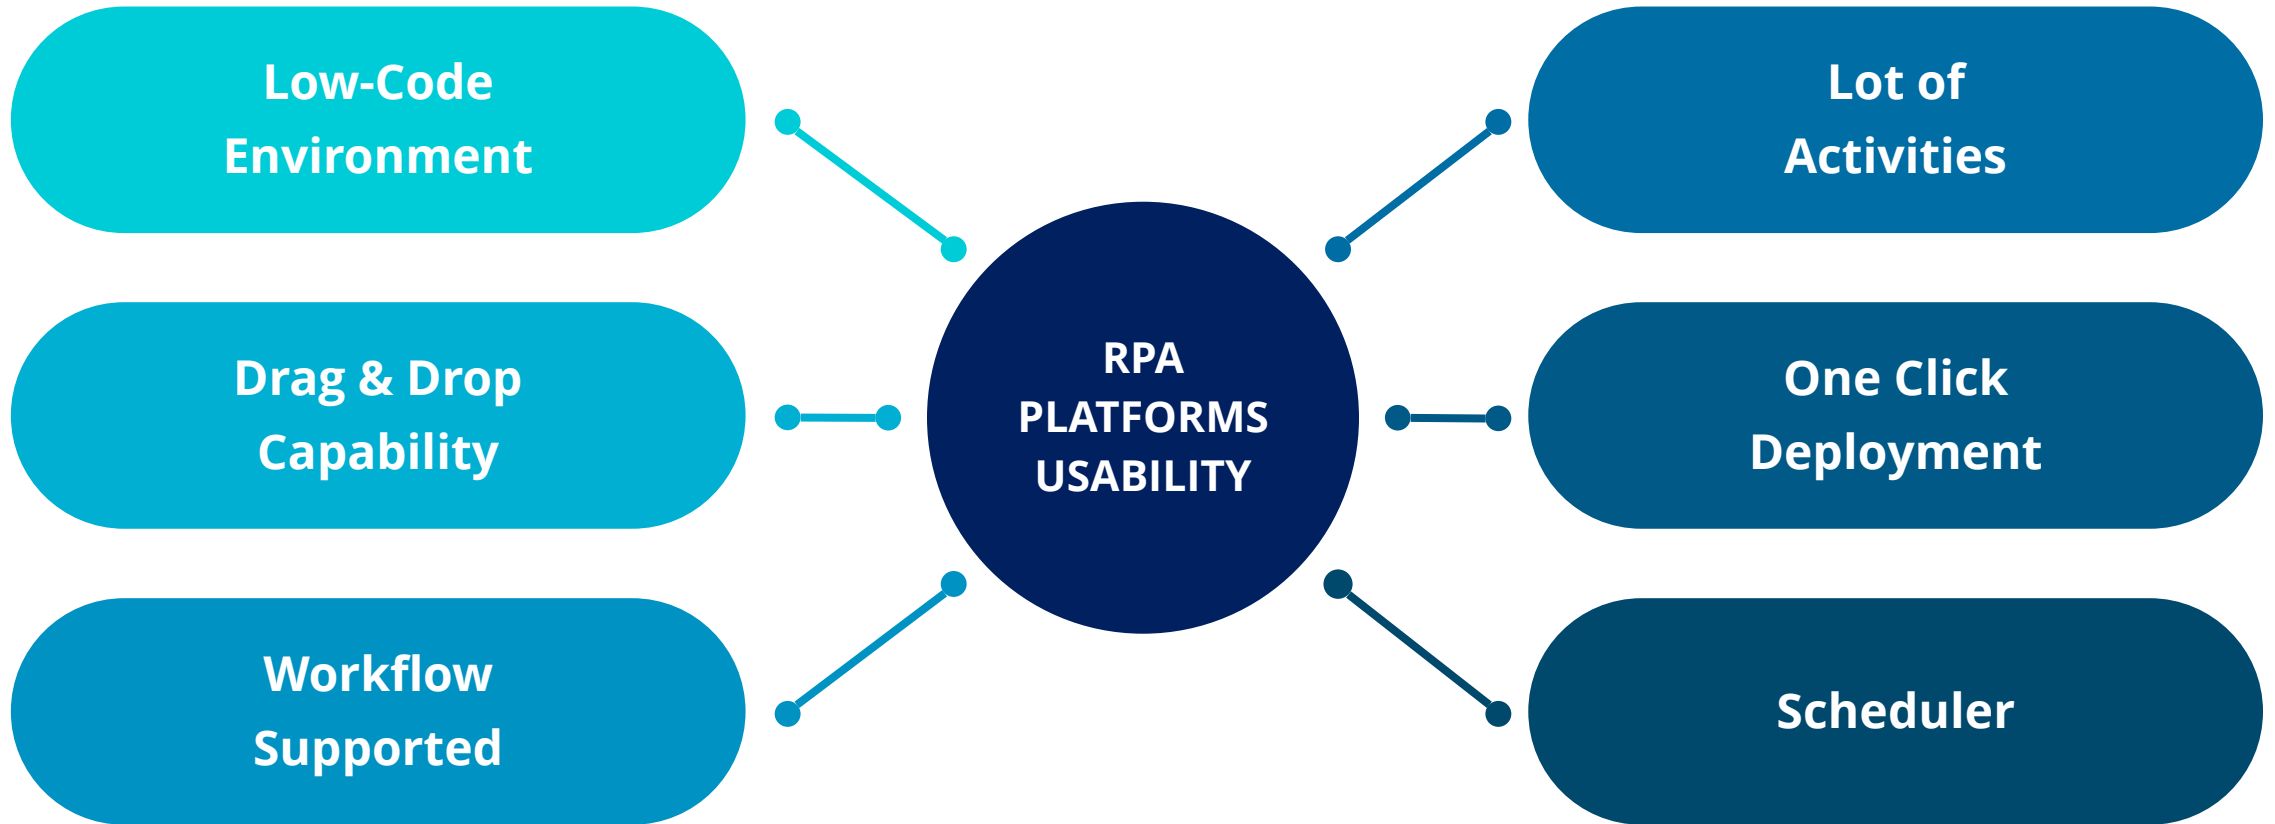 Low-Code
Environment
Drag & Drop
Capability
Workflow
Supported
RPA
PLATFORMS
USABILITY
Lot of
Activities
One Click
Deployment
Scheduler